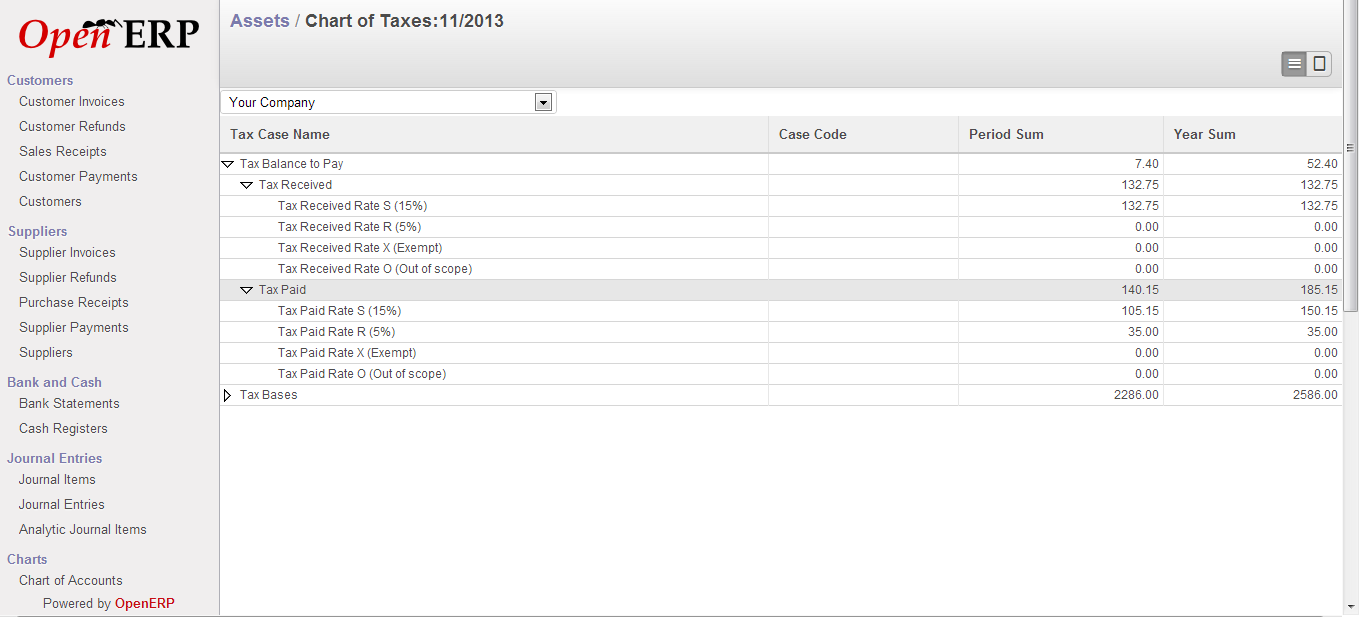 Open ERP
Customers
Customer Invoices
Customer Refunds
Sales Receipts
Customer Payments
Customers
Suppliers
Supplier Invoices
Supplier Refunds
Purchase Receipts
Supplier Payments
Suppliers
Bank and Cash
Bank Statements
Cash Registers
Journal Entries
Journal Items
Journal Entries
Analytic Journal Items
Charts
Chart of Accounts
Powered by OpenERP
Assets / Chart of Taxes:11/2013
Your Company
Tax Case Name Case Code Period Sum Year Sum
Tax Balance to Pay 7.40 52.40
Tax Received 132.75 132.75
Tax Received Rate S (15%) 132.75 132.75
Tax Received Rate R (5%) 0.00 0.00
Tax Received Rate X (Exempt) 0.00 0.00
Tax Received Rate O (Out of scope) 0.00 0.00
Tax Paid 140.15 185.15
Tax Paid Rate S (15%) 105.15 150.15
Tax Paid Rate R (5%) 35.00 35.00
Tax Paid Rate X (Exempt) 0.00 0.00
Tax Paid Rate O (Out of scope) 0.00 0.00
Tax Bases 2286.00 2586.00